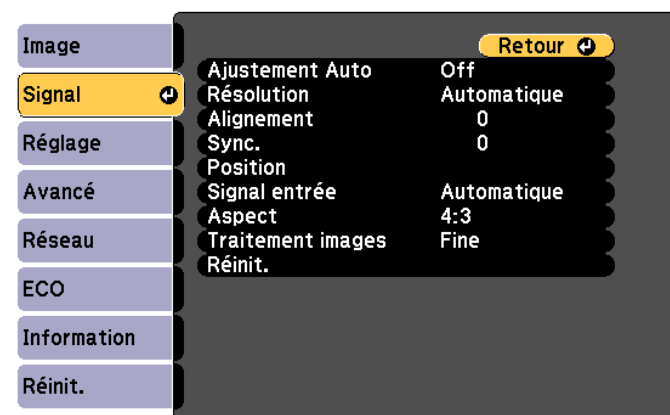 Image
Signal
Réglage
Avancé
Réseau
ECO
Information
Réinit.
Retour
Ajustement Auto Off
Résolution Automatique
Alignement 0
Sync. 0
Position
Signal entrée Automatique
Aspect 4:3
Traitement images Fine
Réinit.